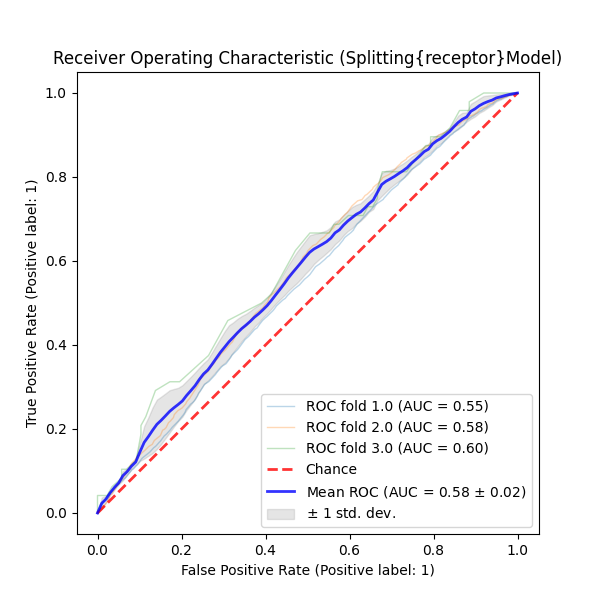 Receiver Operating Characteristic (Splitting{receptor}Model)
1.0
0.8
0.6
0.4
0.2
0.0
True Positive Rate (Positive label: 1)
ROC fold 1.0 (AUC = 0.55)
ROC fold 2.0 (AUC = 0.58)
ROC fold 3.0 (AUC = 0.60)
Chance
Mean ROC (AUC = 0.58 ± 0.02)
± 1 std. dev.
0.0 0.2 0.4 0.6 0.8 1.0
False Positive Rate (Positive label: 1)